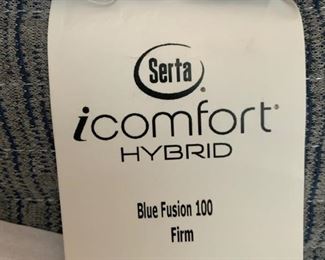 Serta®
icomfort®
HYBRID
Blue Fusion 100
Firm